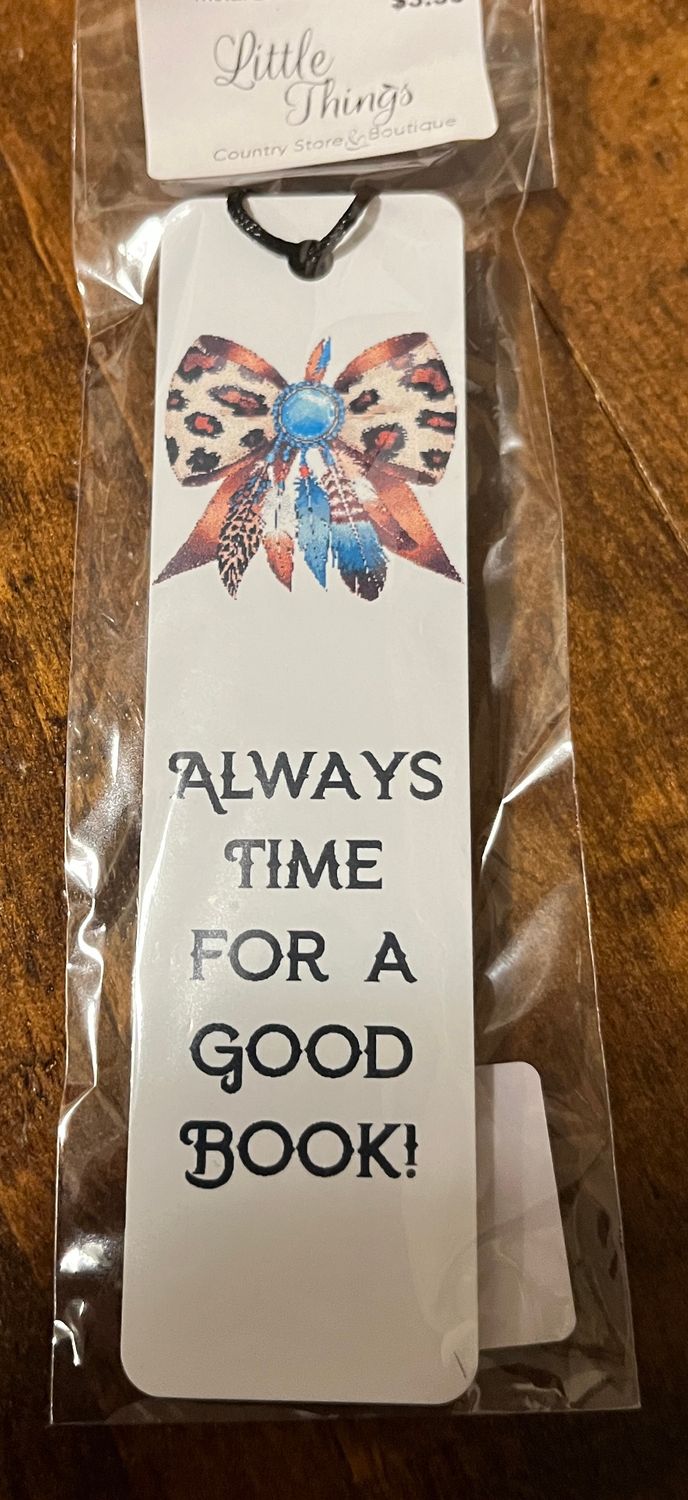 Little
Things
Country Store & Boutique
ALWAYS
TIME
FOR A
GOOD
BOOK!